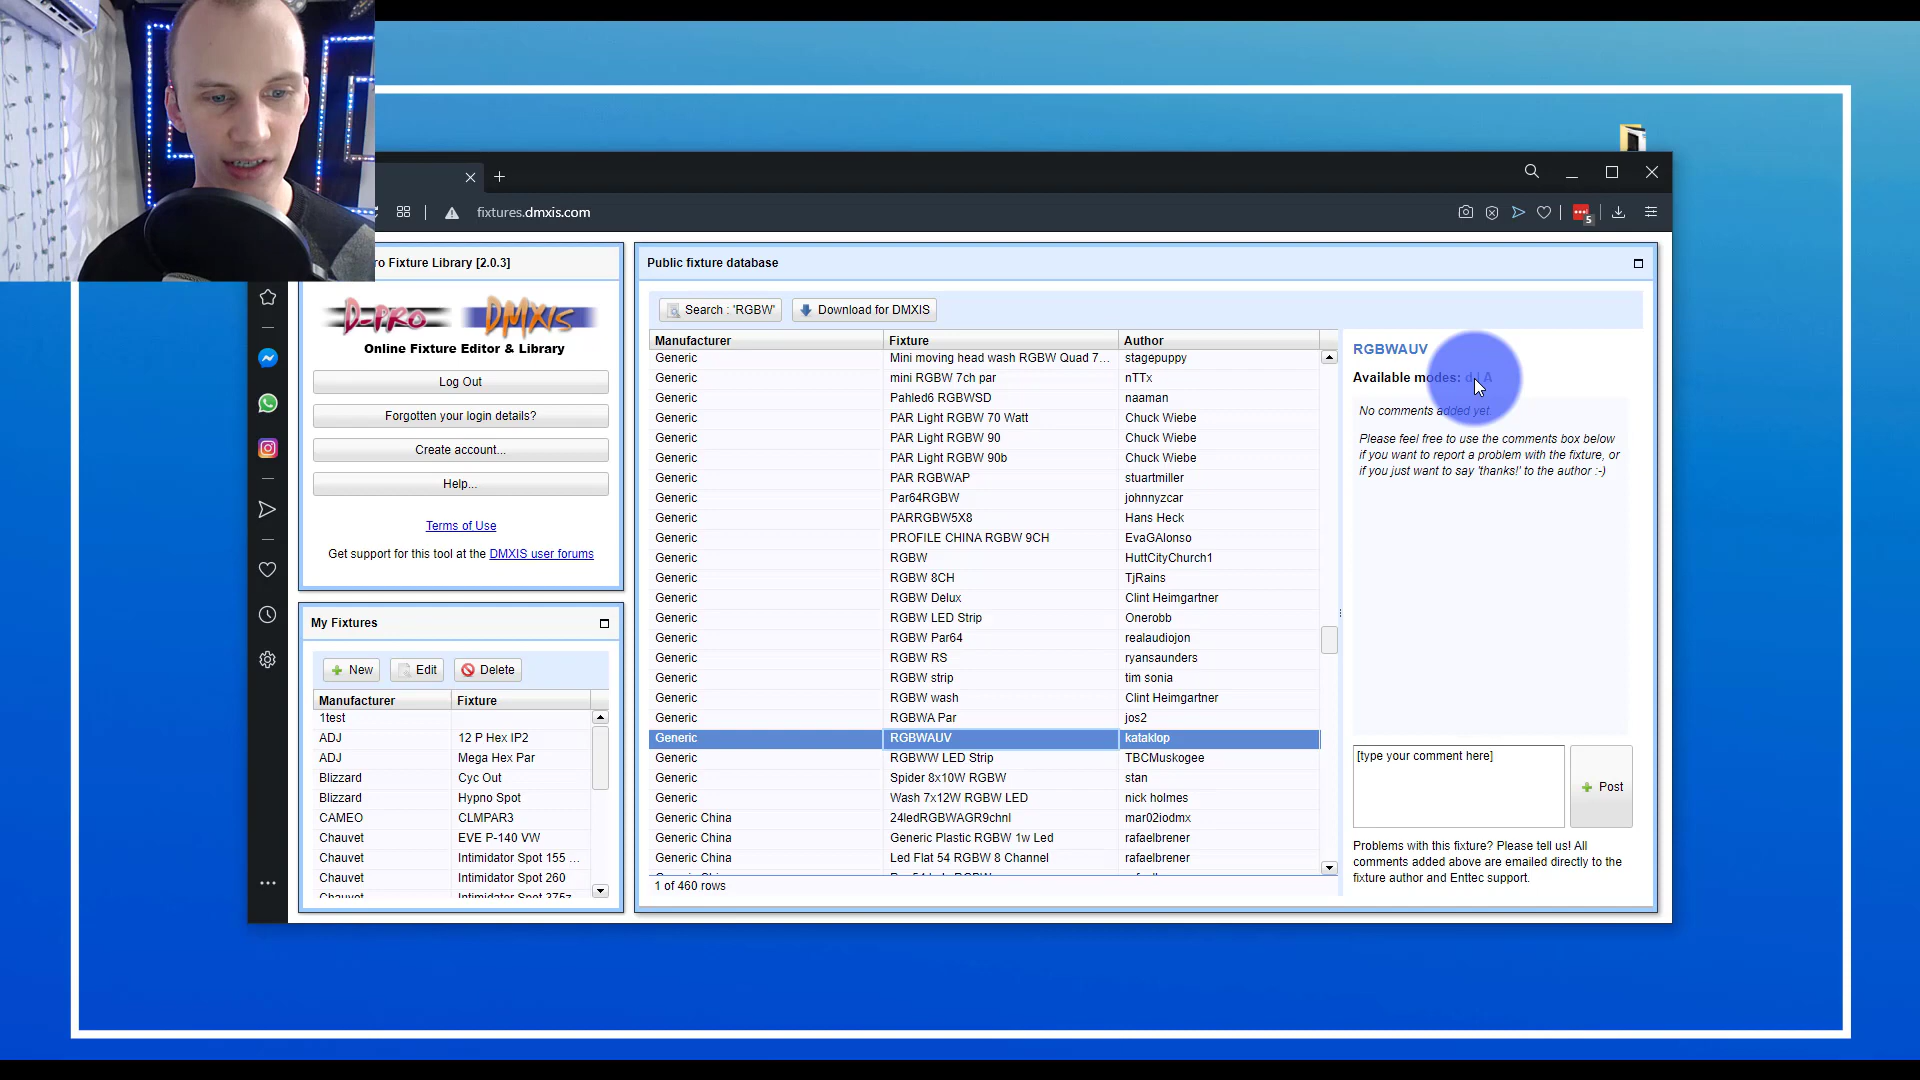 fixtures.dmxis.com
5
ro Fixture Library [2.0.3]
D-PRO DMXIS
Online Fixture Editor & Library
Log Out
Forgotten your login details?
Create account...
Help...
Terms of Use
Get support for this tool at the DMXIS user forums
My Fixtures
New Edit Delete
Manufacturer Fixture
1test
ADJ 12 P Hex IP2
ADJ Mega Hex Par
Blizzard Cyc Out
Blizzard Hypno Spot
CAMEO CLMPAR3
Chauvet EVE P-140 VW
Chauvet Intimidator Spot 155 ...
Chauvet Intimidator Spot 260
Chauvet Intimidator Spot 375z
Public fixture database
Search : 'RGBW' Download for DMXIS
Manufacturer Fixture Author
Generic Mini moving head wash RGBW Quad 7... stagepuppy
Generic mini RGBW 7ch par nTTx
Generic Pahled6 RGBWSD naaman
Generic PAR Light RGBW 70 Watt Chuck Wiebe
Generic PAR Light RGBW 90 Chuck Wiebe
Generic PAR Light RGBW 90b Chuck Wiebe
Generic PAR RGBWAP stuartmiller
Generic Par64RGBW johnnyzcar
Generic PARRGBW5X8 Hans Heck
Generic PROFILE CHINA RGBW 9CH EvaGAlonso
Generic RGBW HuttCityChurch1
Generic RGBW 8CH TjRains
Generic RGBW Delux Clint Heimgartner
Generic RGBW LED Strip Onerobb
Generic RGBW Par64 realaudiojon
Generic RGBW RS ryansaunders
Generic RGBW strip tim sonia
Generic RGBW wash Clint Heimgartner
Generic RGBWA Par jos2
Generic RGBWAUV kataklop
Generic RGBWW LED Strip TBCMuskogee
Generic Spider 8x10W RGBW stan
Generic Wash 7x12W RGBW LED nick holmes
Generic China 24ledRGBWAGR9chnl mar02iodmx
Generic China Generic Plastic RGBW 1w Led rafaelbrener
Generic China Led Flat 54 RGBW 8 Channel rafaelbrener
1 of 460 rows
RGBWAUV
Available modes: A
No comments added yet
Please feel free to use the comments box below
if you want to report a problem with the fixture, or
if you just want to say 'thanks!' to the author :-)
[type your comment here]
Post
Problems with this fixture? Please tell us! All
comments added above are emailed directly to the
fixture author and Enttec support.